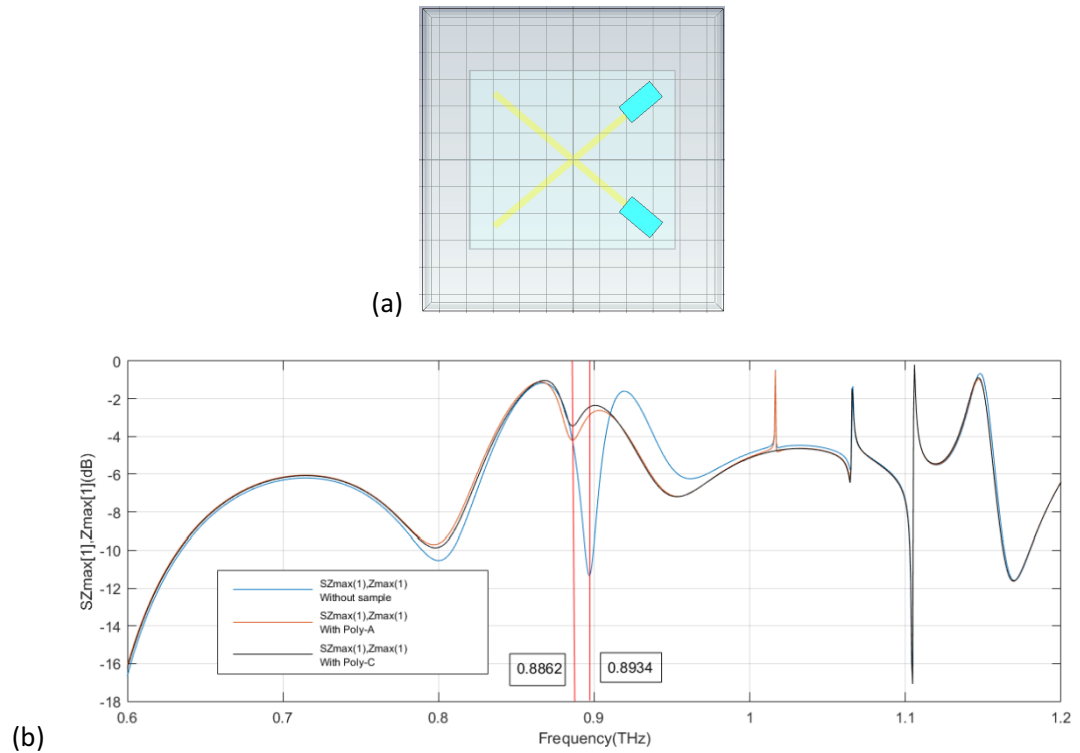 (a)
0
-2
-4
-6
-8
-10
-12
-14
-16
-18
SZmax[1],Zmax[1](dB)
SZmax(1),Zmax(1)
Without sample
SZmax(1),Zmax(1)
With Poly-A
SZmax(1),Zmax(1)
With Poly-C
0.8862
0.8934
0.6
0.7
0.8
0.9
1
1.1
1.2
Frequency(THz)
(b)